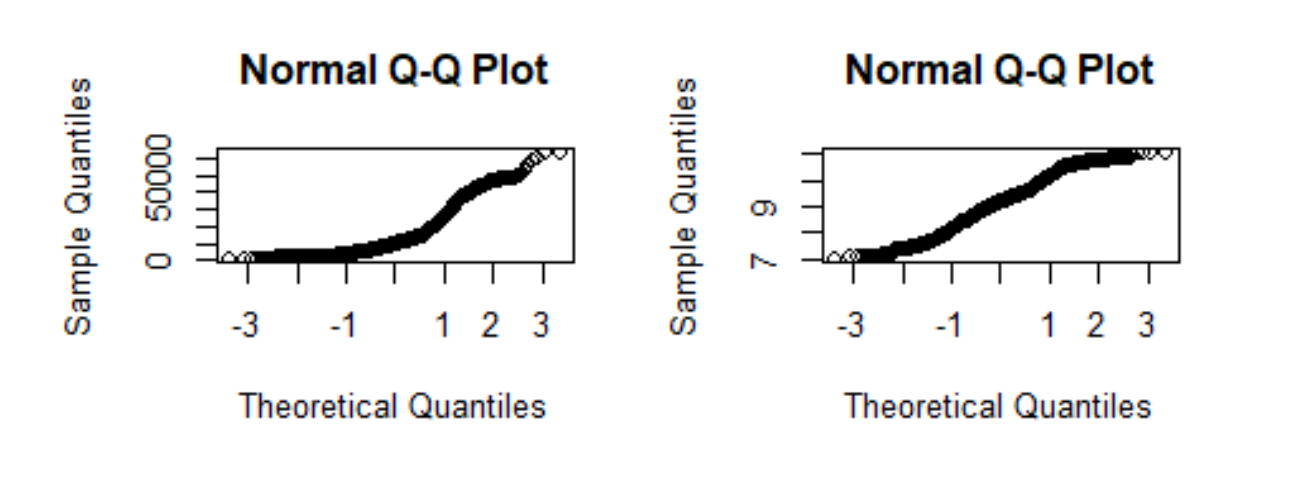 Normal Q-Q Plot
Sample Quantiles
0 50000
-3 -1 1 2 3
Theoretical Quantiles
Normal Q-Q Plot
Sample Quantiles
7 9
-3 -1 1 2 3
Theoretical Quantiles